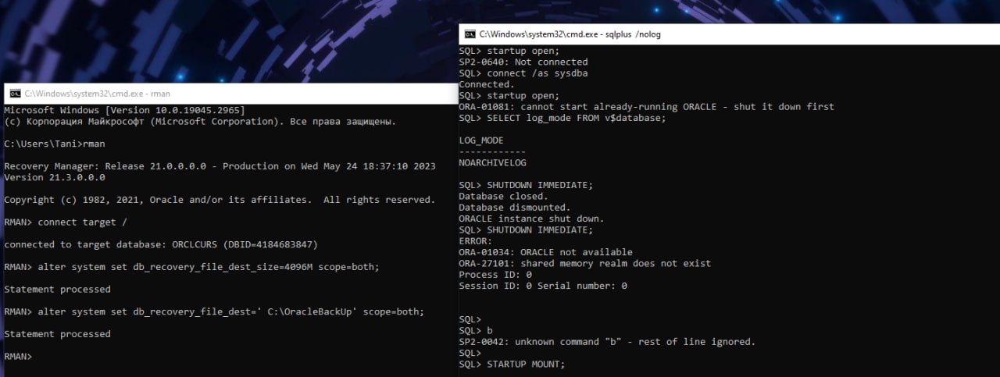 C:\Windows\system32\cmd.exe - rman
Microsoft Windows [Version 10.0.19045.2965]
(c) Корпорация Майкрософт (Microsoft Corporation). Все права защищены.
C:\Users\Tani>rman
Recovery Manager: Release 21.0.0.0.0 - Production on Wed May 24 18:37:10 2023
Version 21.3.0.0.0
Copyright (c) 1982, 2021, Oracle and/or its affiliates.  All rights reserved.
RMAN> connect target /
connected to target database: ORCLCURS (DBID=4184683847)
RMAN> alter system set db_recovery_file_dest_size=4096M scope=both;
Statement processed
RMAN> alter system set db_recovery_file_dest=' C:\OracleBackUp' scope=both;
Statement processed
RMAN>
C:\Windows\system32\cmd.exe - sqlplus  /nolog
SQL> startup open;
SP2-0640: Not connected
SQL> connect /as sysdba
Connected.
SQL> startup open;
ORA-01081: cannot start already-running ORACLE - shut it down first
SQL> SELECT log_mode FROM v$database;
LOG_MODE
------------
NOARCHIVELOG
SQL> SHUTDOWN IMMEDIATE;
Database closed.
Database dismounted.
ORACLE instance shut down.
SQL> SHUTDOWN IMMEDIATE;
ERROR:
ORA-01034: ORACLE not available
ORA-27101: shared memory realm does not exist
Process ID: 0
Session ID: 0 Serial number: 0
SQL>
SQL> b
SP2-0042: unknown command "b" - rest of line ignored.
SQL>
SQL> STARTUP MOUNT;